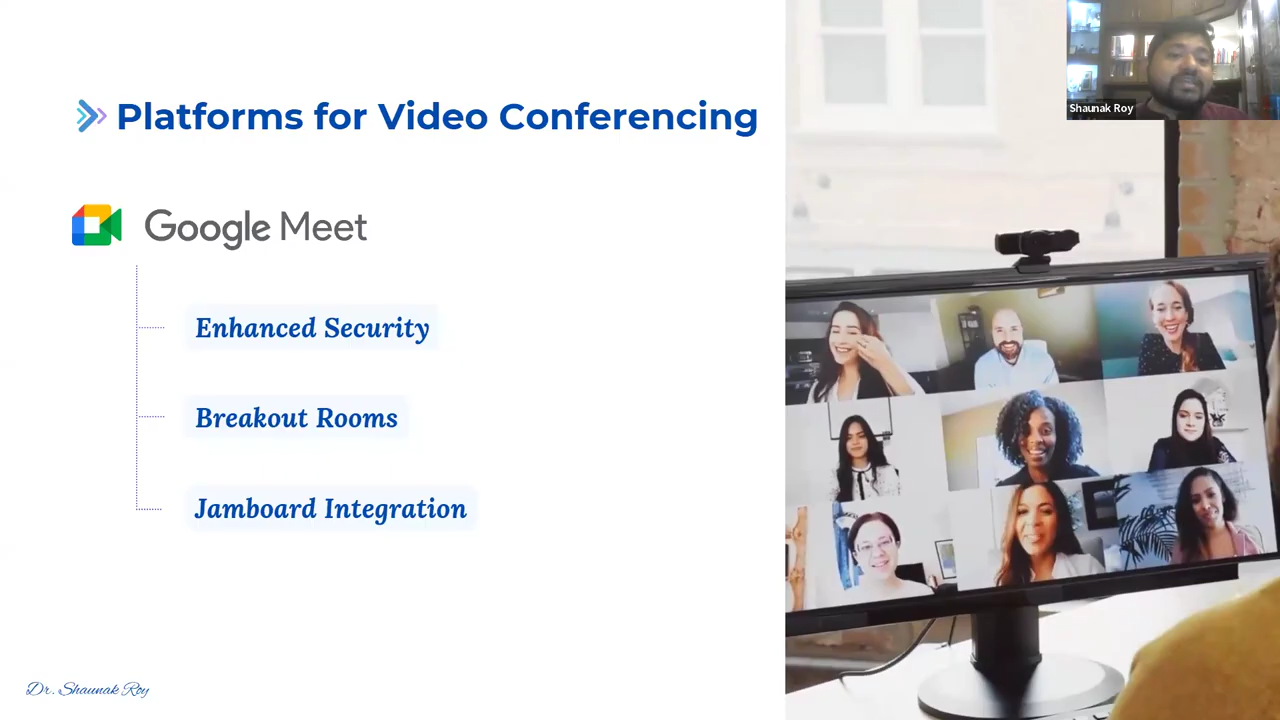 Platforms for Video Conferencing
Shaunak Roy
Google Meet
Enhanced Security
Breakout Rooms
Jamboard Integration
Dr. Shaunak Roy